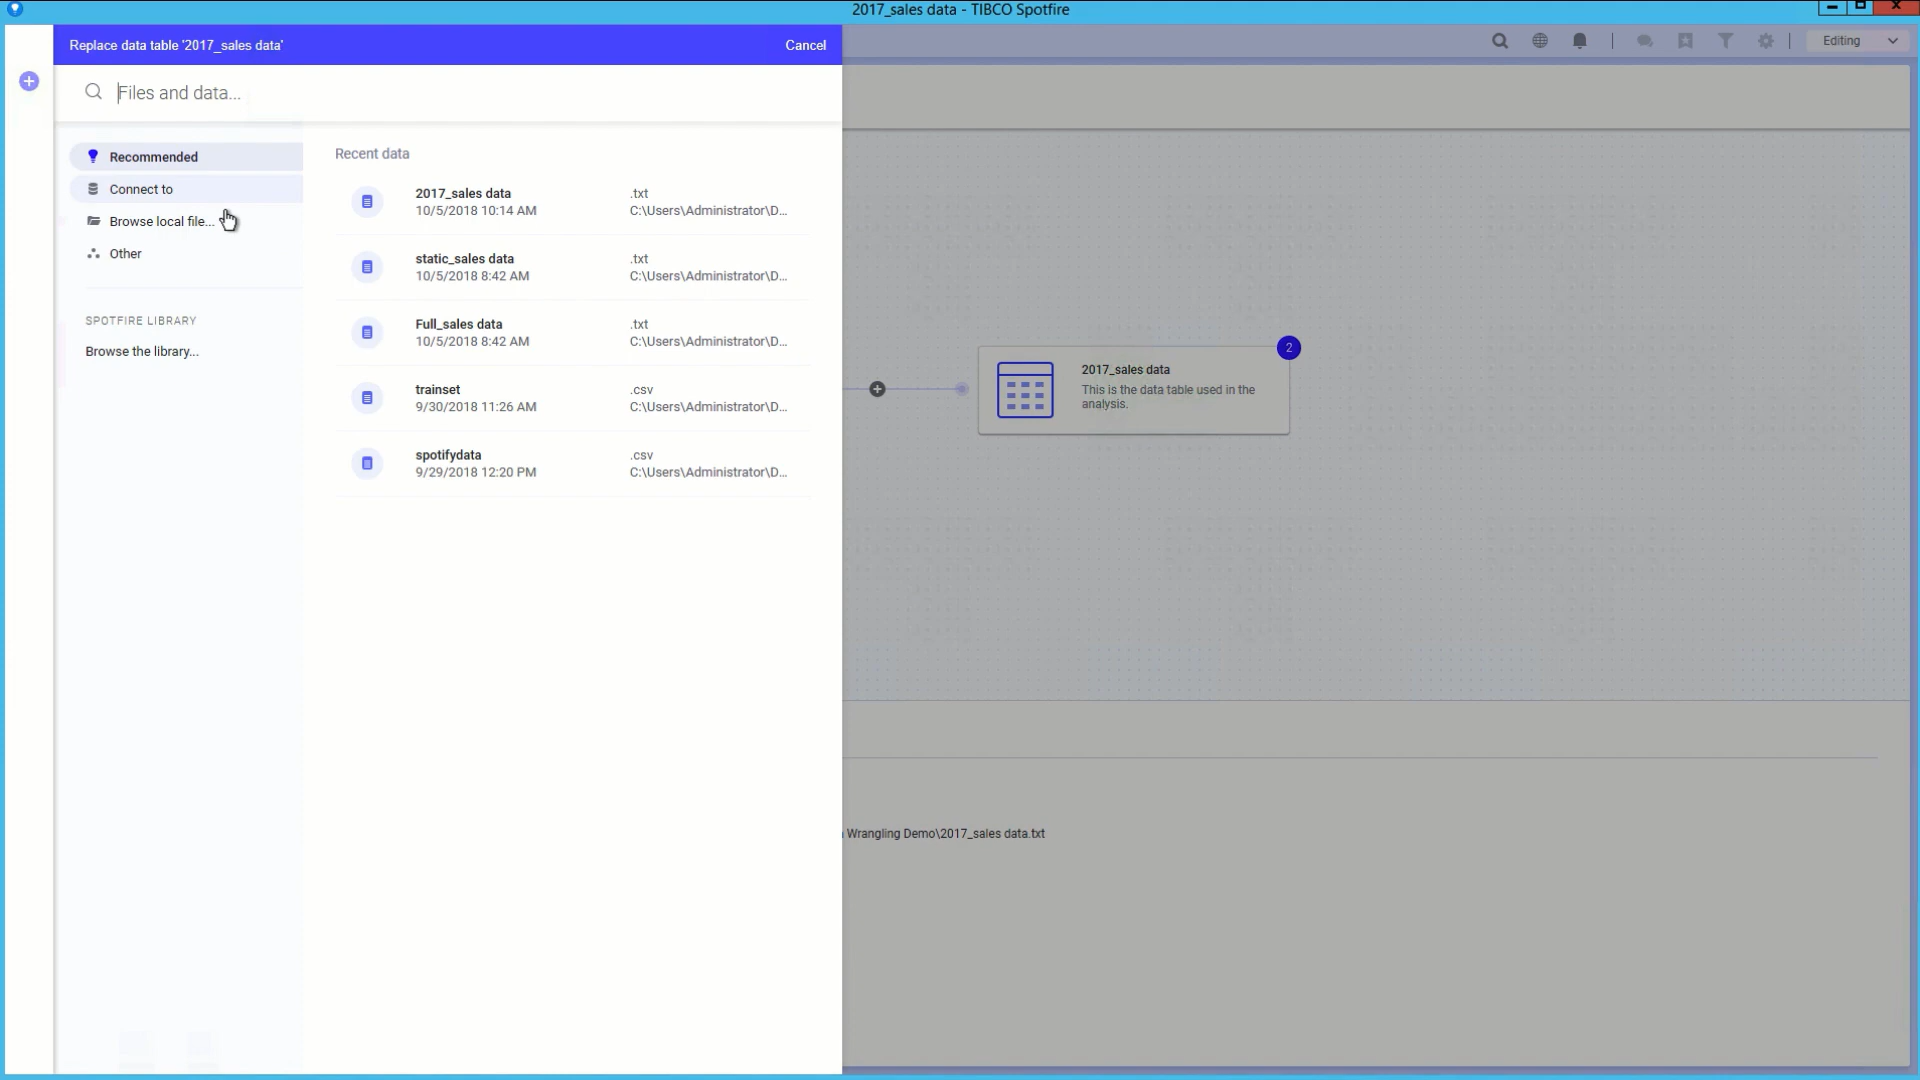 2017_sales data - TIBCO Spotfire
Replace data table '2017_sales data'
Cancel
Editing
Files and data...
Recommended
Connect to
Browse local file...
Other
SPOTFIRE LIBRARY
Browse the library...
Recent data
2017_sales data
.txt
10/5/2018 10:14 AM
C:\Users\Administrator\D...
static_sales data
.txt
10/5/2018 8:42 AM
C:\Users\Administrator\D...
Full_sales data
.txt
10/5/2018 8:42 AM
C:\Users\Administrator\D...
trainset
.csv
9/30/2018 11:26 AM
C:\Users\Administrator\D...
spotifydata
.csv
9/29/2018 12:20 PM
C:\Users\Administrator\D...
2
2017_sales data
This is the data table used in the
analysis.
Wrangling Demo\2017_sales data.txt